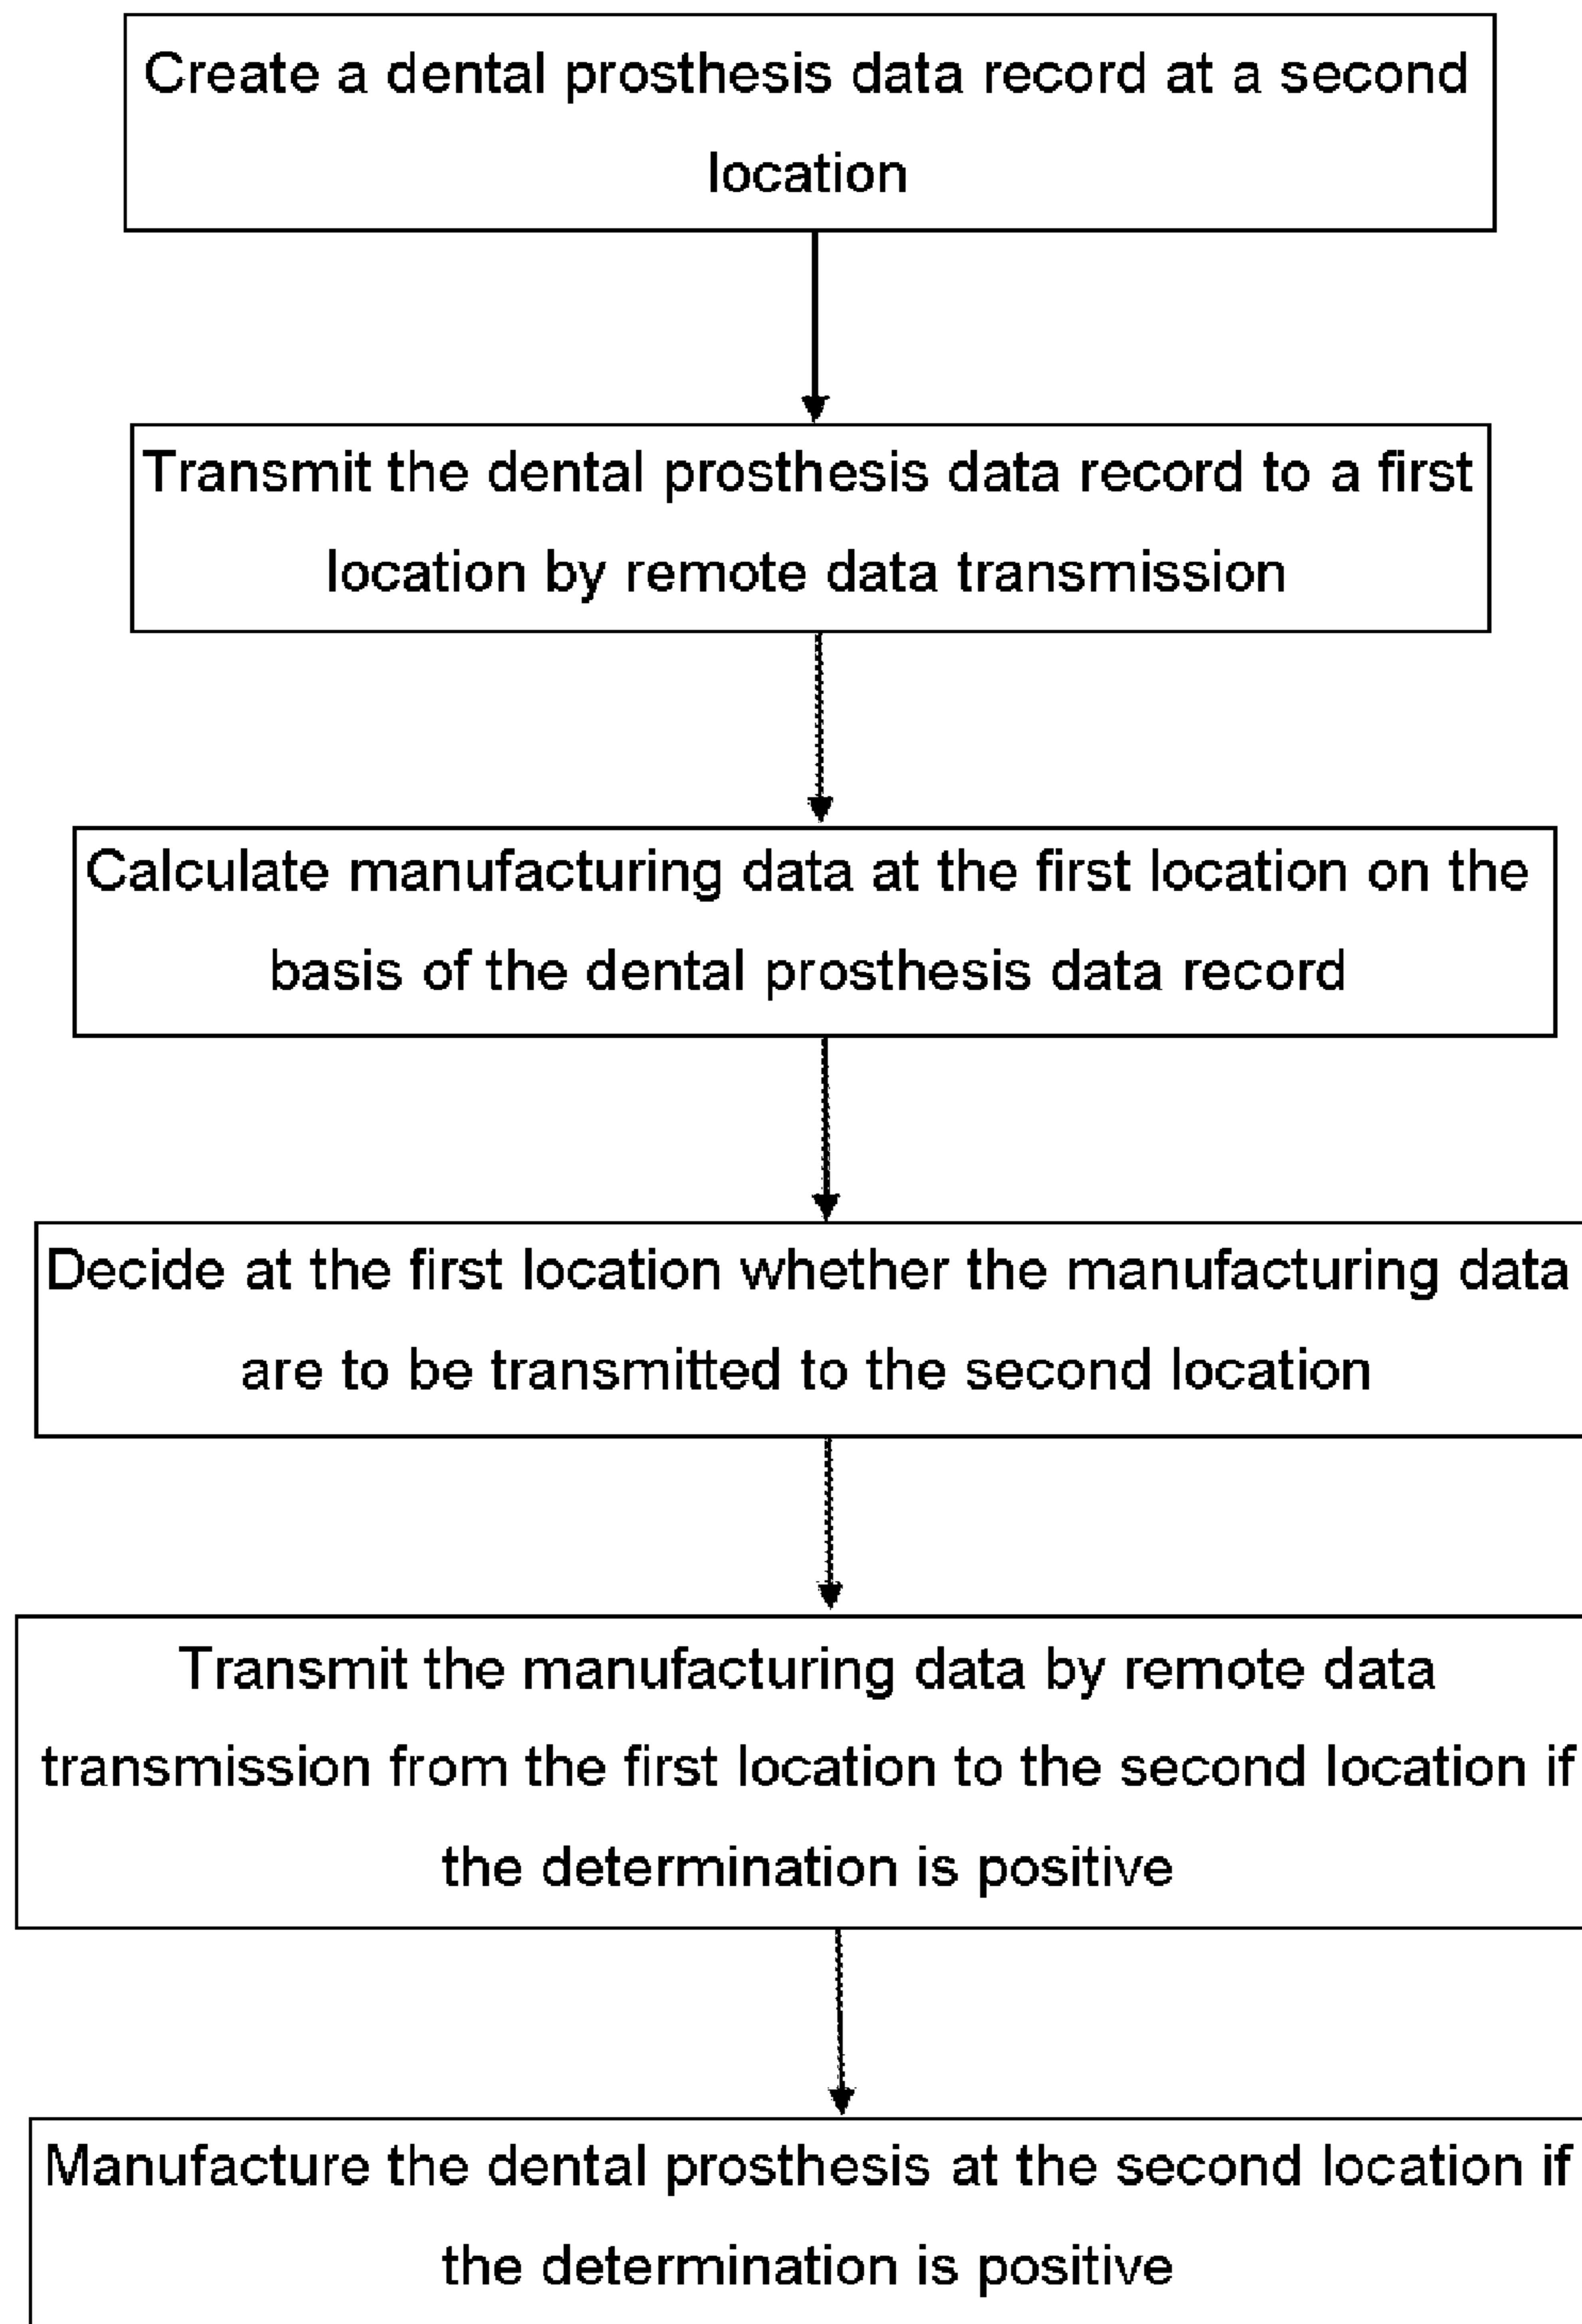 Create a dental prosthesis data record at a second
location
Transmit the dental prosthesis data record to a first
location by remote data transmission
Calculate manufacturing data at the first location on the
basis of the dental prosthesis data record
Decide at the first location whether the manufacturing data
are to be transmitted to the second location
Transmit the manufacturing data by remote data
transmission from the first location to the second location if
the determination is positive
Manufacture the dental prosthesis at the second location if
the determination is positive